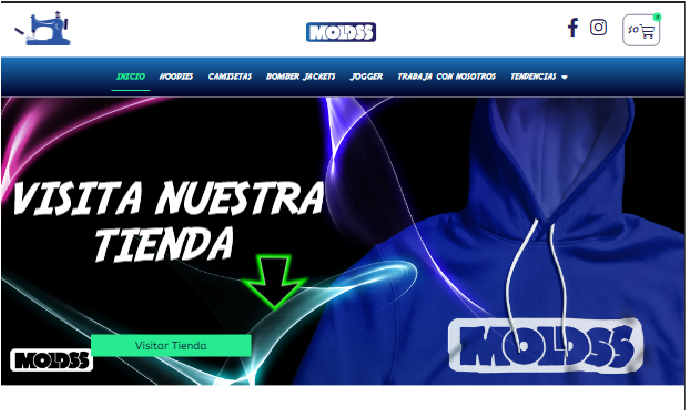 MOLDSS
$0
INICIO HOODIES CAMISETAS BOMBER JACKETS JOGGER TRABAJA CON NOSOTROS TENDENCIAS
VISITA NUESTRA
TIENDA
Visitar Tienda
MOLDSS
MOLDSS